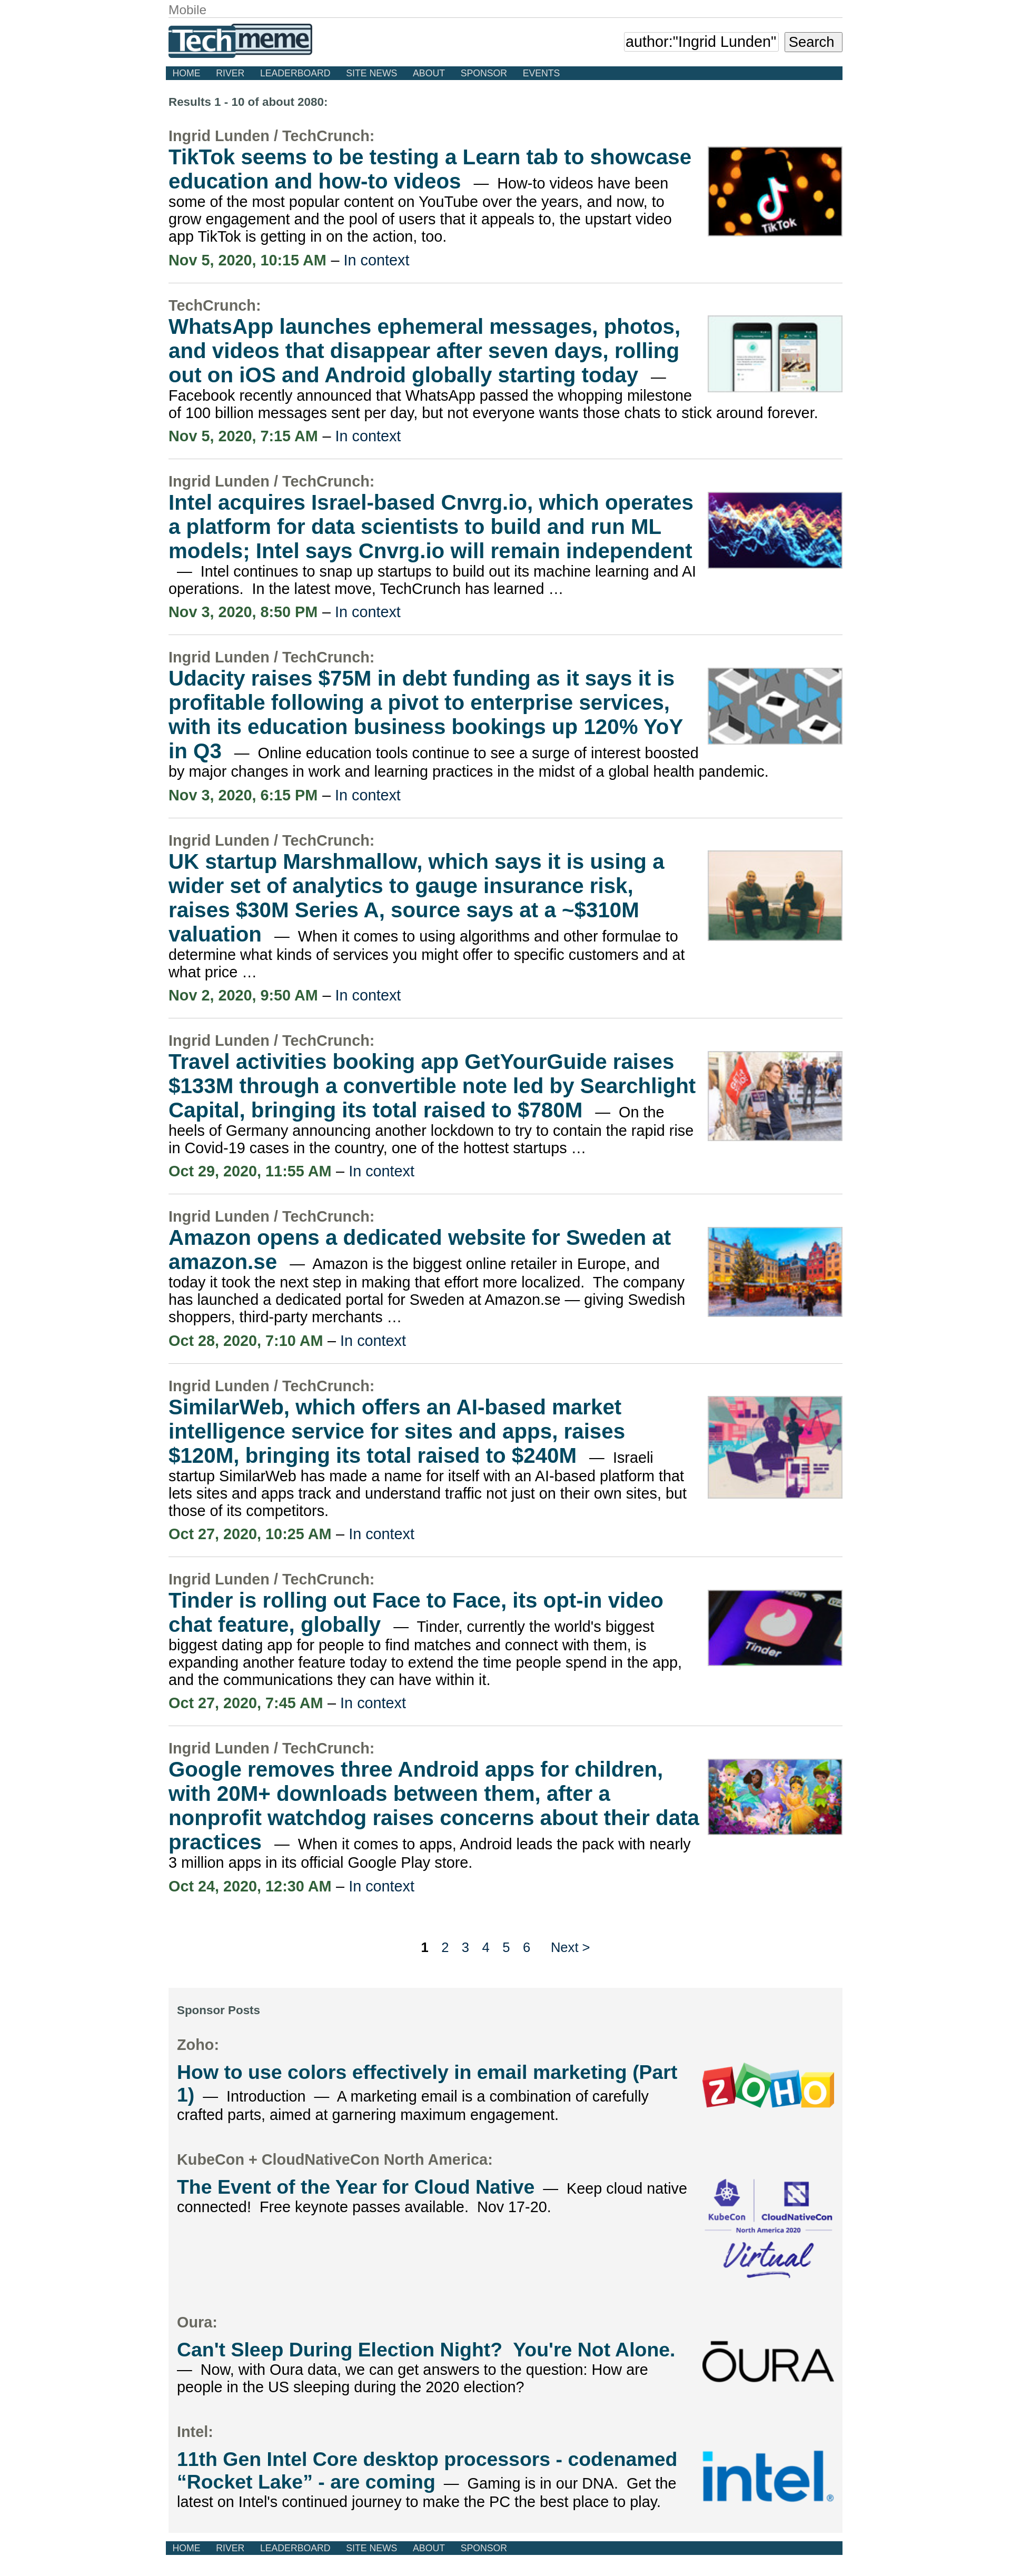 Mobile
Techmeme
author:"Ingrid Lunden"
Search
HOME RIVER LEADERBOARD SITE NEWS ABOUT SPONSOR EVENTS
Results 1 - 10 of about 2080:
Ingrid Lunden / TechCrunch:
TikTok seems to be testing a Learn tab to showcase
education and how-to videos — How-to videos have been
some of the most popular content on YouTube over the years, and now, to
grow engagement and the pool of users that it appeals to, the upstart video
app TikTok is getting in on the action, too.
TikTok
Nov 5, 2020, 10:15 AM – In context
TechCrunch:
WhatsApp launches ephemeral messages, photos,
and videos that disappear after seven days, rolling
out on iOS and Android globally starting today —
Facebook recently announced that WhatsApp passed the whopping milestone
of 100 billion messages sent per day, but not everyone wants those chats to stick around forever.
Nov 5, 2020, 7:15 AM – In context
Ingrid Lunden / TechCrunch:
Intel acquires Israel-based Cnvrg.io, which operates
a platform for data scientists to build and run ML
models; Intel says Cnvrg.io will remain independent
— Intel continues to snap up startups to build out its machine learning and AI
operations. In the latest move, TechCrunch has learned …
Nov 3, 2020, 8:50 PM – In context
Ingrid Lunden / TechCrunch:
Udacity raises $75M in debt funding as it says it is
profitable following a pivot to enterprise services,
with its education business bookings up 120% YoY
in Q3 — Online education tools continue to see a surge of interest boosted
by major changes in work and learning practices in the midst of a global health pandemic.
Nov 3, 2020, 6:15 PM – In context
Ingrid Lunden / TechCrunch:
UK startup Marshmallow, which says it is using a
wider set of analytics to gauge insurance risk,
raises $30M Series A, source says at a ~$310M
valuation — When it comes to using algorithms and other formulae to
determine what kinds of services you might offer to specific customers and at
what price …
Nov 2, 2020, 9:50 AM – In context
Ingrid Lunden / TechCrunch:
Travel activities booking app GetYourGuide raises
$133M through a convertible note led by Searchlight
Capital, bringing its total raised to $780M — On the
heels of Germany announcing another lockdown to try to contain the rapid rise
in Covid-19 cases in the country, one of the hottest startups …
Oct 29, 2020, 11:55 AM – In context
Ingrid Lunden / TechCrunch:
Amazon opens a dedicated website for Sweden at
amazon.se — Amazon is the biggest online retailer in Europe, and
today it took the next step in making that effort more localized. The company
has launched a dedicated portal for Sweden at Amazon.se — giving Swedish
shoppers, third-party merchants …
Oct 28, 2020, 7:10 AM – In context
Ingrid Lunden / TechCrunch:
SimilarWeb, which offers an AI-based market
intelligence service for sites and apps, raises
$120M, bringing its total raised to $240M — Israeli
startup SimilarWeb has made a name for itself with an AI-based platform that
lets sites and apps track and understand traffic not just on their own sites, but
those of its competitors.
Oct 27, 2020, 10:25 AM – In context
Ingrid Lunden / TechCrunch:
Tinder is rolling out Face to Face, its opt-in video
chat feature, globally — Tinder, currently the world's biggest
biggest dating app for people to find matches and connect with them, is
expanding another feature today to extend the time people spend in the app,
and the communications they can have within it.
Tinder
Oct 27, 2020, 7:45 AM – In context
Ingrid Lunden / TechCrunch:
Google removes three Android apps for children,
with 20M+ downloads between them, after a
nonprofit watchdog raises concerns about their data
practices — When it comes to apps, Android leads the pack with nearly
3 million apps in its official Google Play store.
Oct 24, 2020, 12:30 AM – In context
1 2 3 4 5 6 Next >
Sponsor Posts
Zoho:
How to use colors effectively in email marketing (Part
1) — Introduction — A marketing email is a combination of carefully
crafted parts, aimed at garnering maximum engagement.
ZOHO
KubeCon + CloudNativeCon North America:
The Event of the Year for Cloud Native — Keep cloud native
connected! Free keynote passes available. Nov 17-20.
KubeCon CloudNativeCon
North America 2020
Virtual
Oura:
Can't Sleep During Election Night? You're Not Alone.
— Now, with Oura data, we can get answers to the question: How are
people in the US sleeping during the 2020 election?
ŌURA
Intel:
11th Gen Intel Core desktop processors - codenamed
“Rocket Lake” - are coming — Gaming is in our DNA. Get the
latest on Intel's continued journey to make the PC the best place to play.
intel®
HOME RIVER LEADERBOARD SITE NEWS ABOUT SPONSOR